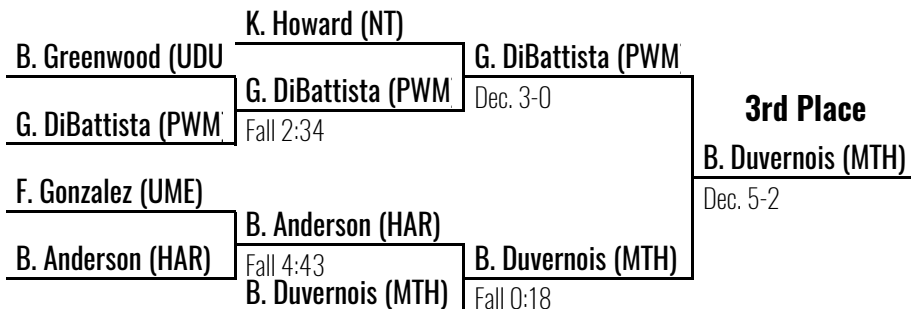 K. Howard (NT)
B. Greenwood (UDU
G. DiBattista (PWM
G. DiBattista (PWM
Dec. 3-0
3rd Place
G. DiBattista (PWM
Fall 2:34
B. Duvernois (MTH)
F. Gonzalez (UME)
Dec. 5-2
B. Anderson (HAR)
B. Anderson (HAR)
Fall 4:43
B. Duvernois (MTH)
B. Duvernois (MTH)
Fall 0:18